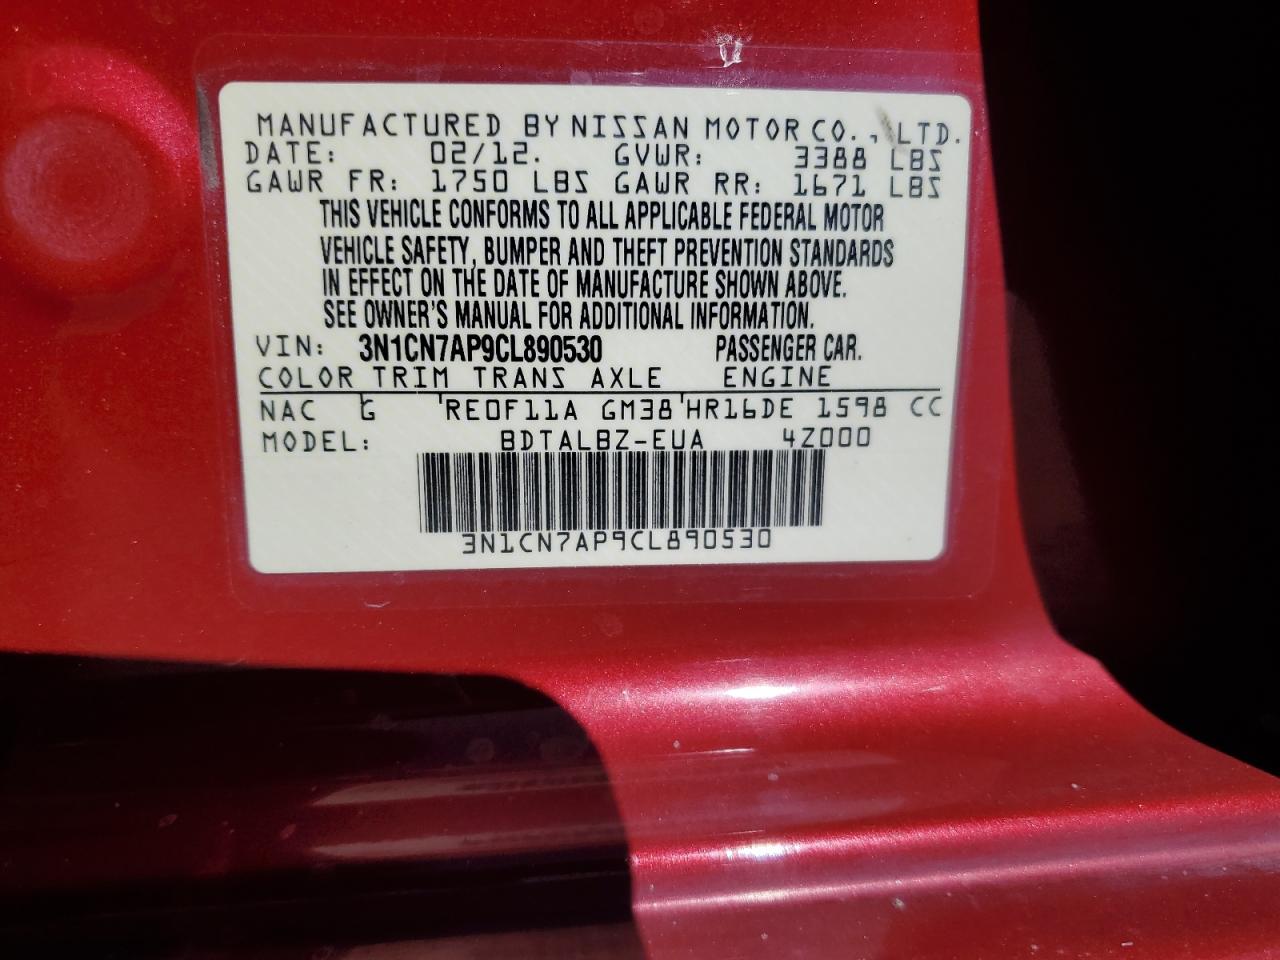 MANUFACTURED BY NISSAN MOTOR CO., LTD.
DATE: 02/12. GVWR: 3388 LBS
GAWR FR: 1750 LBS GAWR RR: 1671 LBS
THIS VEHICLE CONFORMS TO ALL APPLICABLE FEDERAL MOTOR
VEHICLE SAFETY, BUMPER AND THEFT PREVENTION STANDARDS
IN EFFECT ON THE DATE OF MANUFACTURE SHOWN ABOVE.
SEE OWNER'S MANUAL FOR ADDITIONAL INFORMATION.
VIN: 3N1CN7AP9CL890530 PASSENGER CAR.
COLOR TRIM TRANS AXLE ENGINE
NAC G RE0F11A GM38 HR16DE 1598 CC
MODEL: BDTALBZ-EUA 4Z000
3N1CN7AP9CL890530